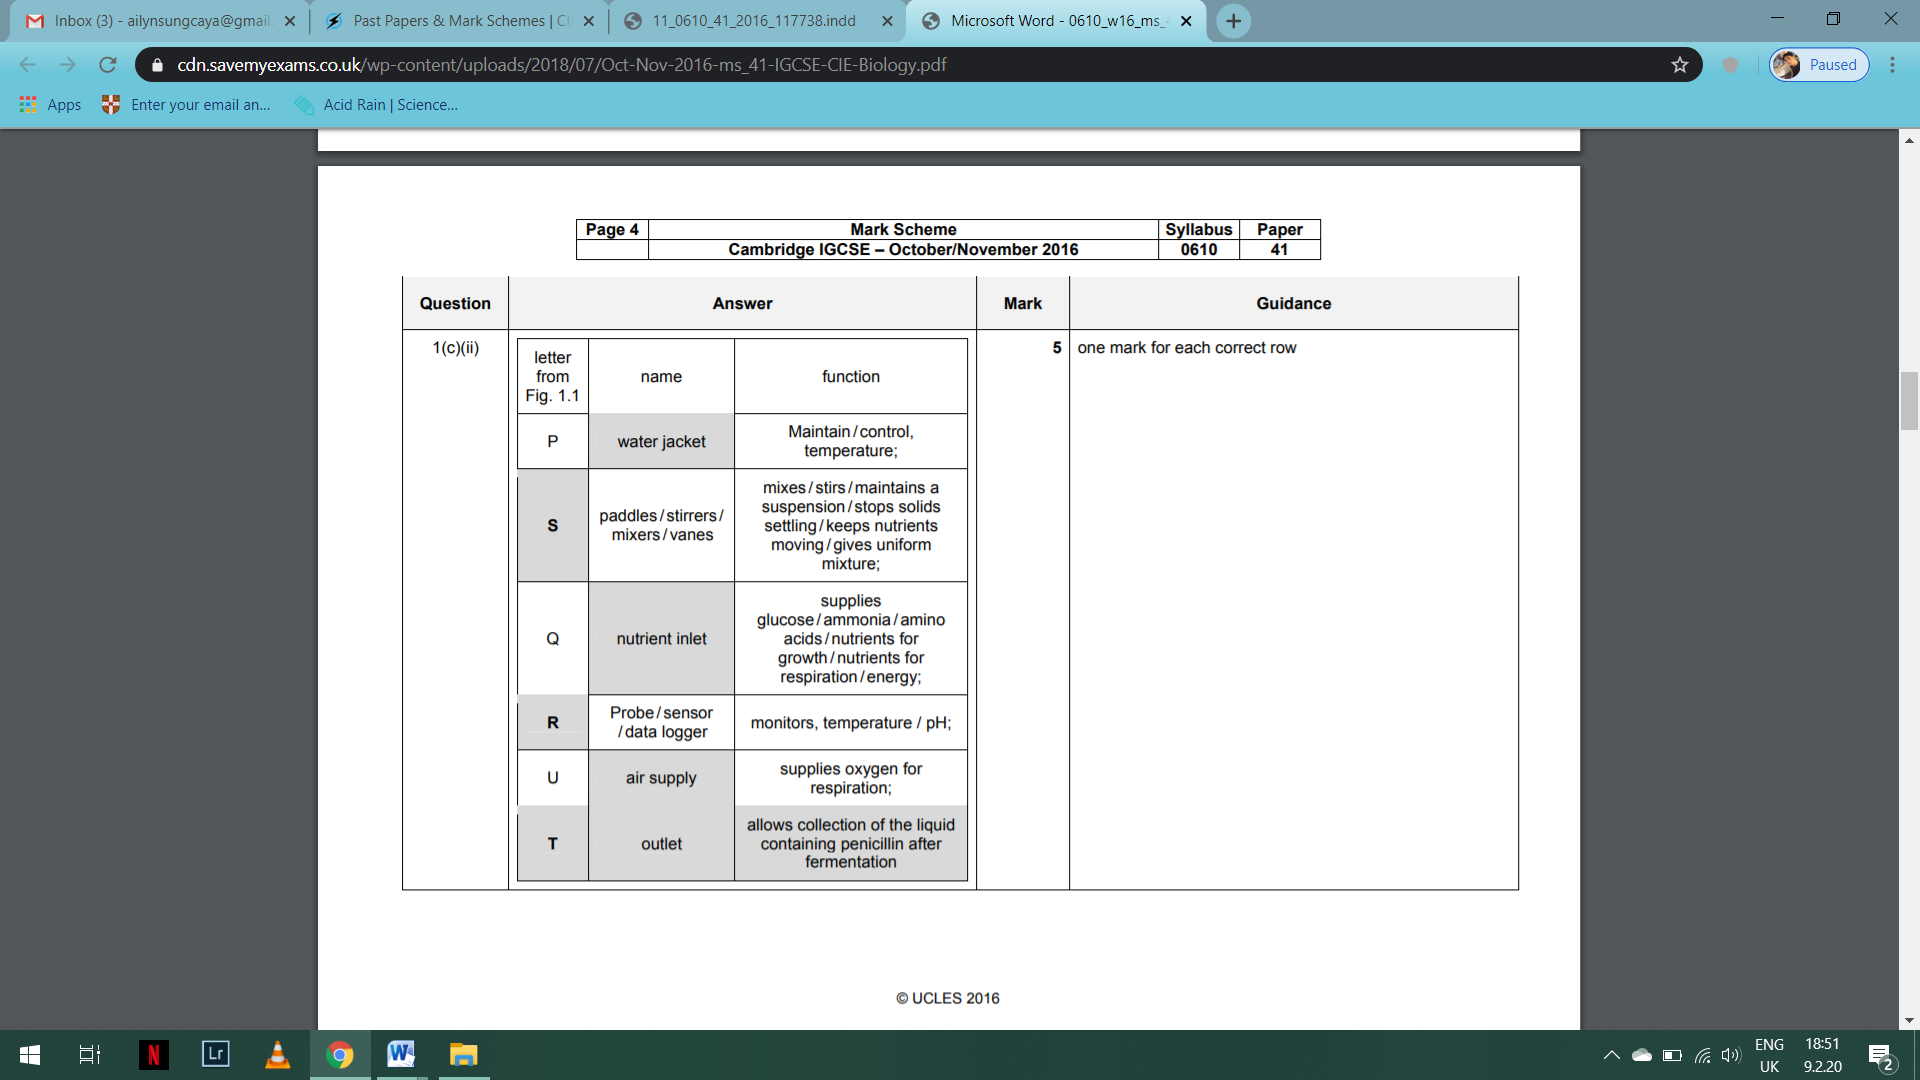 Inbox (3) - ailynsungcaya@gmail.
Past Papers & Mark Schemes | C
11_0610_41_2016_117738.indd
Microsoft Word - 0610_w16_ms_
cdn.savemyexams.co.uk/wp-content/uploads/2018/07/Oct-Nov-2016-ms_41-IGCSE-CIE-Biology.pdf
Paused
Apps
Enter your email an...
Acid Rain | Science...
Page 4 Mark Scheme Syllabus Paper
Cambridge IGCSE – October/November 2016 0610 41
Question Answer Mark Guidance
1(c)(ii)
letter
from
Fig. 1.1
name
function
5
one mark for each correct row
P
water jacket
Maintain / control,
temperature;
S
paddles / stirrers /
mixers / vanes
mixes / stirs / maintains a
suspension / stops solids
settling / keeps nutrients
moving / gives uniform
mixture;
Q
nutrient inlet
supplies
glucose / ammonia / amino
acids / nutrients for
growth / nutrients for
respiration / energy;
R
Probe / sensor
/ data logger
monitors, temperature / pH;
U
air supply
supplies oxygen for
respiration;
T
outlet
allows collection of the liquid
containing penicillin after
fermentation
© UCLES 2016
N
Lr
W
ENG
UK
18:51
9.2.20
2